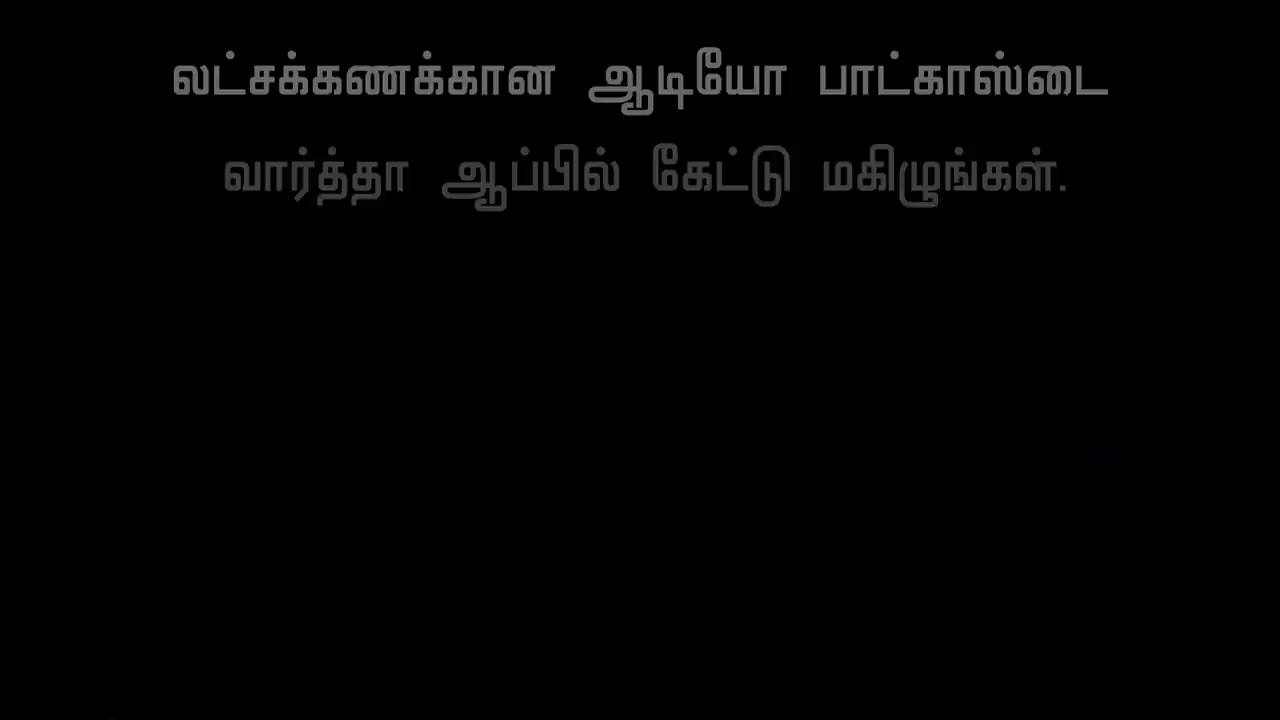 லட்சக்கணக்கான ஆடியோ பாட்காஸ்டை
வார்த்தா ஆப்பில் கேட்டு மகிழுங்கள்.